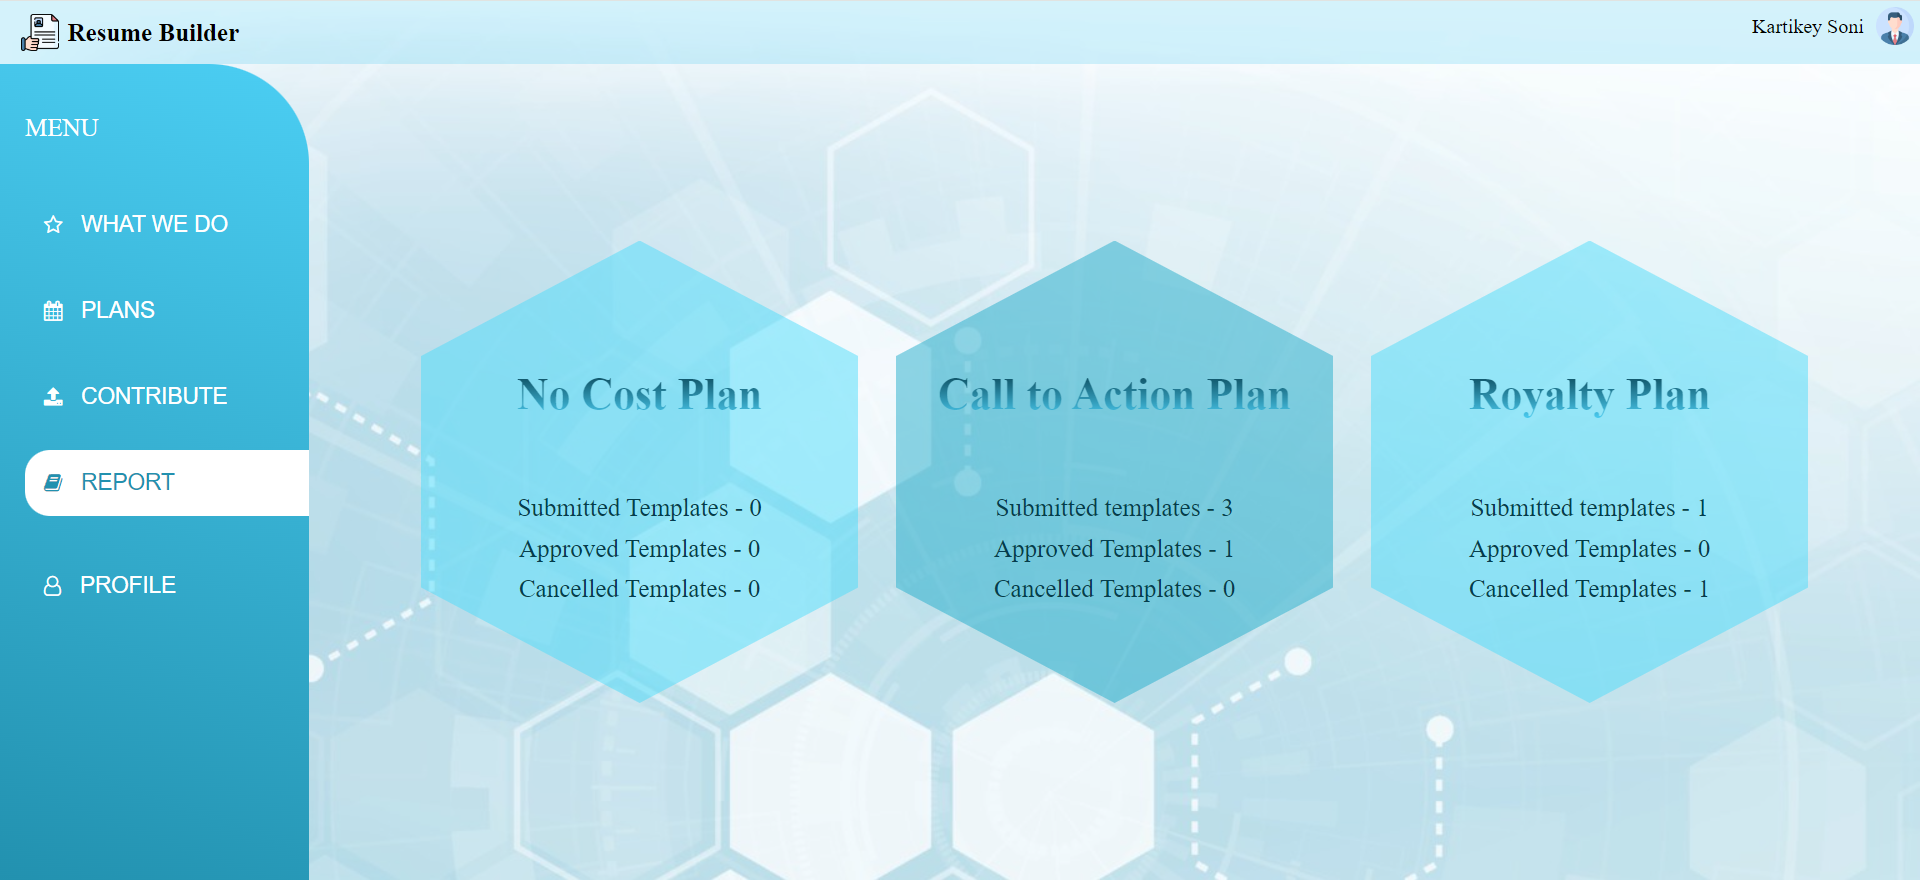 Resume Builder
Kartikey Soni
MENU
WHAT WE DO
PLANS
CONTRIBUTE
REPORT
PROFILE
No Cost Plan
Submitted Templates - 0
Approved Templates - 0
Cancelled Templates - 0
Call to Action Plan
Submitted templates - 3
Approved Templates - 1
Cancelled Templates - 0
Royalty Plan
Submitted templates - 1
Approved Templates - 0
Cancelled Templates - 1